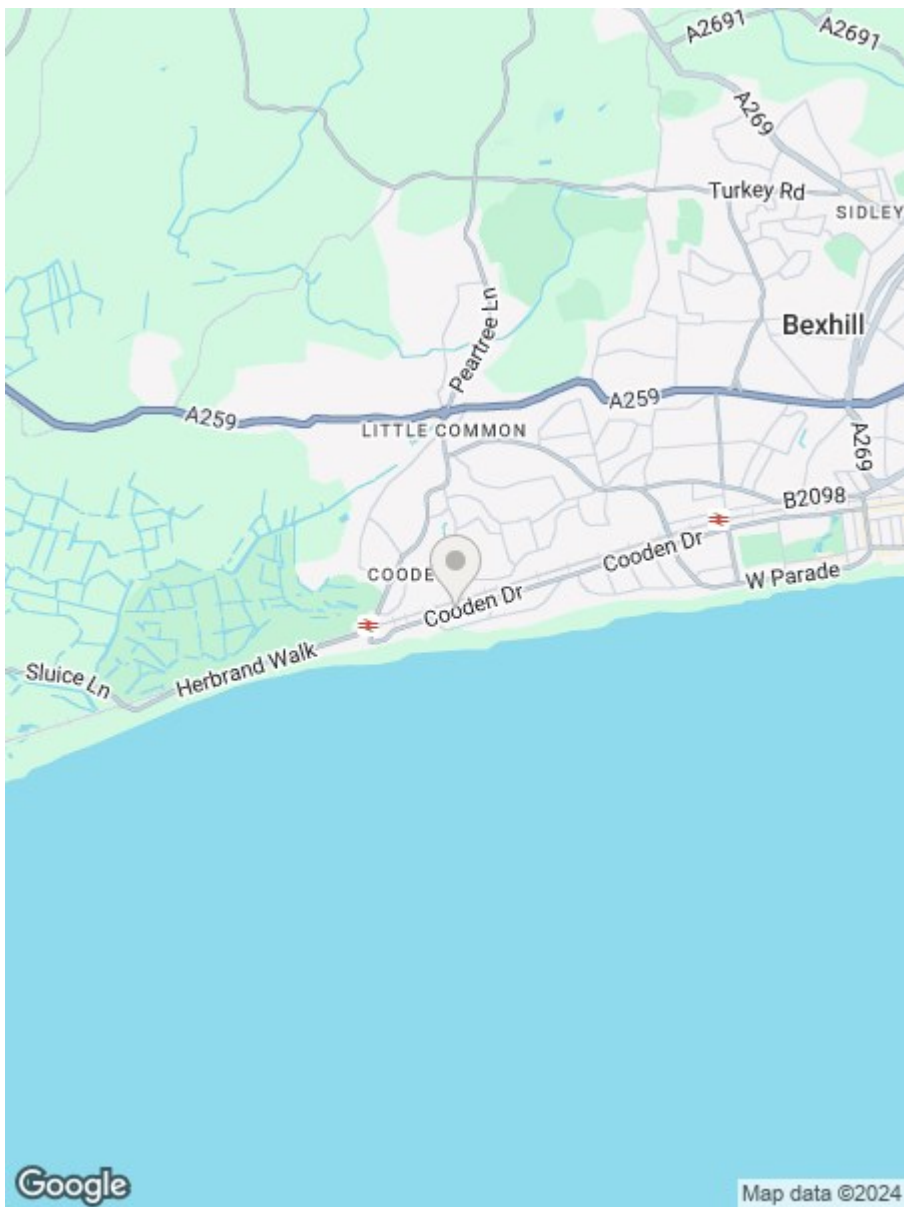 A2691
A2691
A269
Turkey Rd
SIDLEY
Peartree Ln
Bexhill
A259
A259
LITTLE COMMON
A269
B2098
COODE
Cooden Dr
Cooden Dr
W Parade
Herbrand Walk
Sluice Ln
Google
Map data ©2024